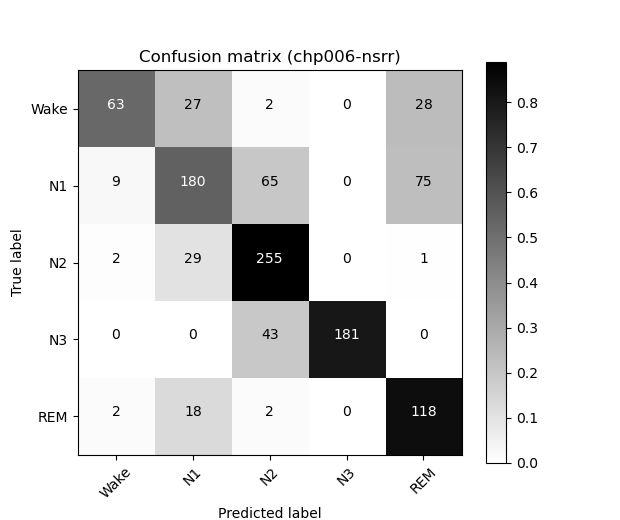 Confusion matrix (chp006-nsrr)
Wake 63 27 2 0 28
N1 9 180 65 0 75
N2 2 29 255 0 1
N3 0 0 43 181 0
REM 2 18 2 0 118
Wake N1 N2 N3 REM
True label
Predicted label
0.8
0.7
0.6
0.5
0.4
0.3
0.2
0.1
0.0